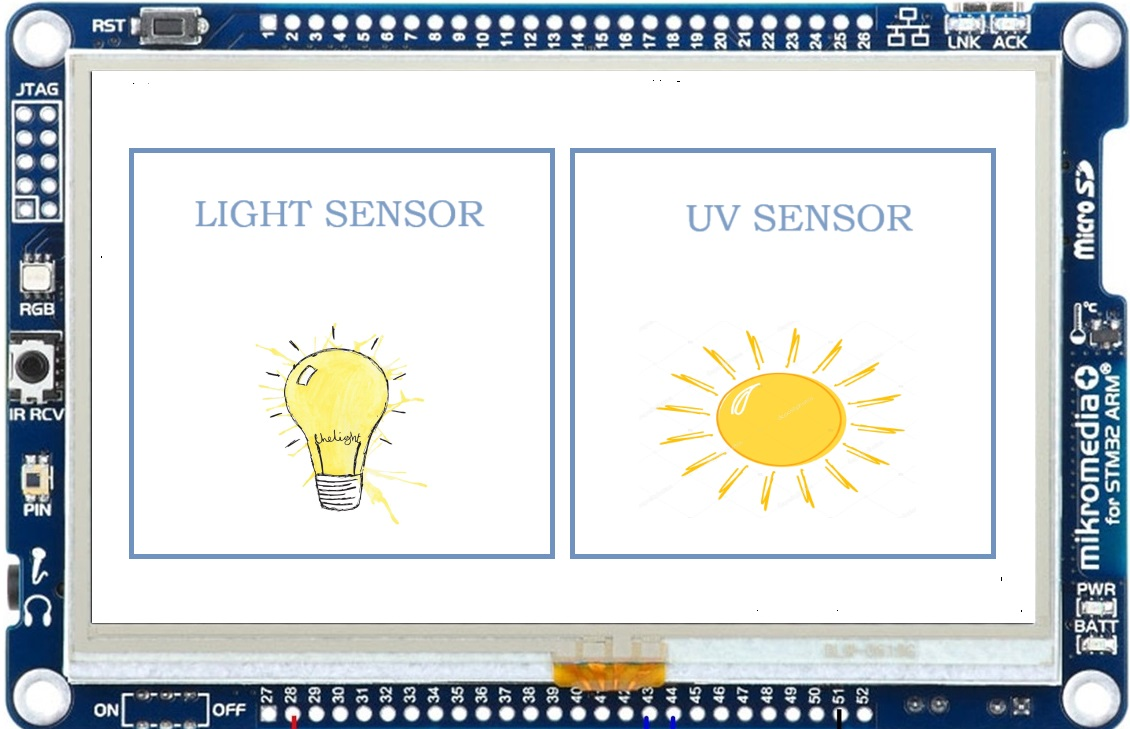 RST
1 2 3 4 5 6 7 8 9 10 11 12 13 14 15 16 17 18 19 20 21 22 23 24 25 26
LNK ACK
JTAG
LIGHT SENSOR
UV SENSOR
Micro SD
RGB
°C
IR RCV
thelight
mikromedia+
for STM32 ARM®
PIN
PWR
BATT
ON OFF
27 28 29 30 31 32 33 34 35 36 37 38 39 40 41 42 43 44 45 46 47 48 49 50 51 52